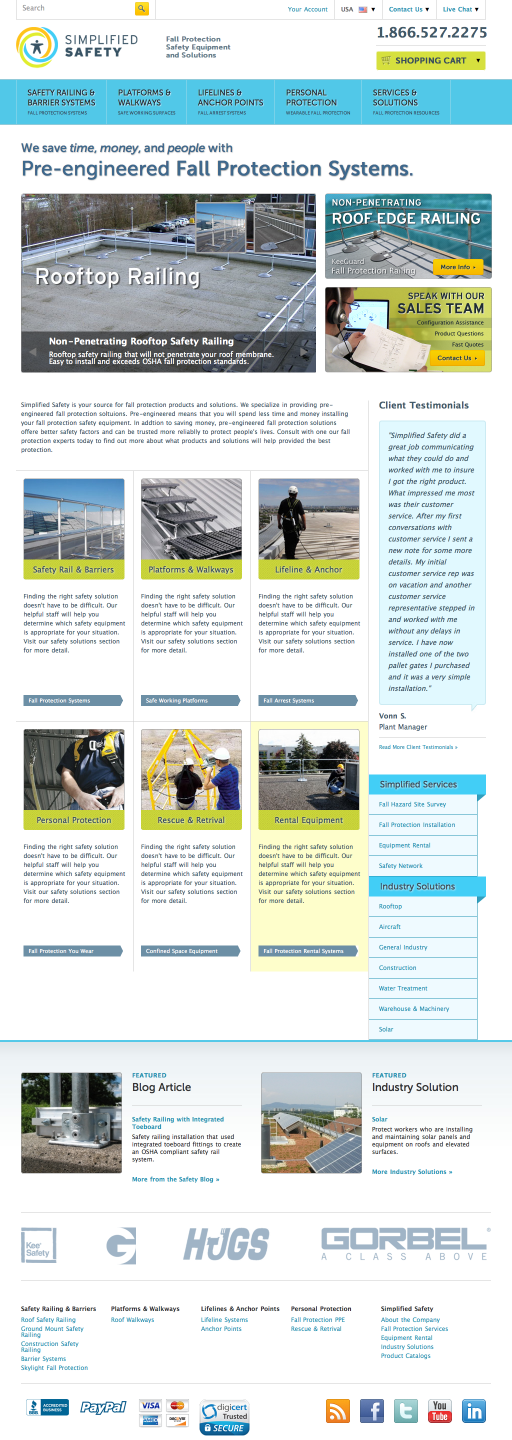 Search
Your Account
USA
Contact Us ▼
Live Chat ▼
SIMPLIFIED
SAFETY
Fall Protection
Safety Equipment
and Solutions
1.866.527.2275
SHOPPING CART ▼
SAFETY RAILING &
BARRIER SYSTEMS
FALL PROTECTION SYSTEMS
PLATFORMS &
WALKWAYS
SAFE WORKING SURFACES
LIFELINES &
ANCHOR POINTS
FALL ARREST SYSTEMS
PERSONAL
PROTECTION
WEARABLE FALL PROTECTION
SERVICES &
SOLUTIONS
FALL PROTECTION RESOURCES
We save time, money, and people with
Pre-engineered Fall Protection Systems.
Rooftop Railing
Non-Penetrating Rooftop Safety Railing
Rooftop safety railing that will not penetrate your roof membrane.
Easy to install and exceeds OSHA fall protection standards.
NON-PENETRATING
ROOF EDGE RAILING
KeeGuard
Fall Protection Railing
More Info »
SPEAK WITH OUR
SALES TEAM
Configuration Assistance
Product Questions
Fast Quotes
Contact Us »
Simplified Safety is your source for fall protection products and solutions. We specialize in providing pre-
engineered fall protection soltuions. Pre-engineered means that you will spend less time and money installing
your fall protection safety equipment. In addition to saving money, pre-engineered fall protection solutions
offere better safety factors and can be trusted more reliably to protect people's lives. Consult with one our fall
protection experts today to find out more about what products and solutions will help provided the best
protection.
Safety Rail & Barriers
Finding the right safety solution
doesn't have to be difficult. Our
helpful staff will help you
determine which safety equipment
is appropriate for your situation.
Visit our safety solutions section
for more detail.
Fall Protection Systems
Platforms & Walkways
Finding the right safety solution
doesn't have to be difficult. Our
helpful staff will help you
determine which safety equipment
is appropriate for your situation.
Visit our safety solutions section
for more detail.
Safe Working Platforms
Lifeline & Anchor
Finding the right safety solution
doesn't have to be difficult. Our
helpful staff will help you
determine which safety equipment
is appropriate for your situation.
Visit our safety solutions section
for more detail.
Fall Arrest Systems
Personal Protection
Finding the right safety solution
doesn't have to be difficult. Our
helpful staff will help you
determine which safety equipment
is appropriate for your situation.
Visit our safety solutions section
for more detail.
Fall Protection You Wear
Rescue & Retrival
Finding the right safety solution
doesn't have to be difficult. Our
helpful staff will help you
determine which safety equipment
is appropriate for your situation.
Visit our safety solutions section
for more detail.
Confined Space Equipment
Rental Equipment
Finding the right safety solution
doesn't have to be difficult. Our
helpful staff will help you
determine which safety equipment
is appropriate for your situation.
Visit our safety solutions section
for more detail.
Fall Protection Rental Systems
Client Testimonials
"Simplified Safety did a
great job communicating
what they could do and
worked with me to insure
I got the right product.
What impressed me most
was their customer
service. After my first
conversations with
customer service I sent a
new note for some more
details. My initial
customer service rep was
on vacation and another
customer service
representative stepped in
and worked with me
without any delays in
service. I have now
installed one of the two
pallet gates I purchased
and it was a very simple
installation."
Vonn S.
Plant Manager
Read More Client Testimonials »
Simplified Services
Fall Hazard Site Survey
Fall Protection Installation
Equipment Rental
Safety Network
Industry Solutions
Rooftop
Aircraft
General Industry
Construction
Water Treatment
Warehouse & Machinery
Solar
FEATURED
Blog Article
Safety Railing with Integrated
Toeboard
Safety railing installation that used
integrated toeboard fittings to create
an OSHA compliant safety rail
system.
More from the Safety Blog »
FEATURED
Industry Solution
Solar
Protect workers who are installing
and maintaining solar panels and
equipment on roofs and elevated
surfaces.
More Industry Solutions »
Kee
Safety
G
HUGS
GORBEL®
A CLASS ABOVE
Safety Railing & Barriers
Roof Safety Railing
Ground Mount Safety
Railing
Construction Safety
Railing
Barrier Systems
Skylight Fall Protection
Platforms & Walkways
Roof Walkways
Lifelines & Anchor Points
Lifeline Systems
Anchor Points
Personal Protection
Fall Protection PPE
Rescue & Retrival
Simplified Safety
About the Company
Fall Protection Services
Equipment Rental
Industry Solutions
Product Catalogs
BBB
ACCREDITED
BUSINESS
PayPal
VISA
MasterCard
DISCOVER
digicert
Trusted
SECURE
f
t
You
Tube
in